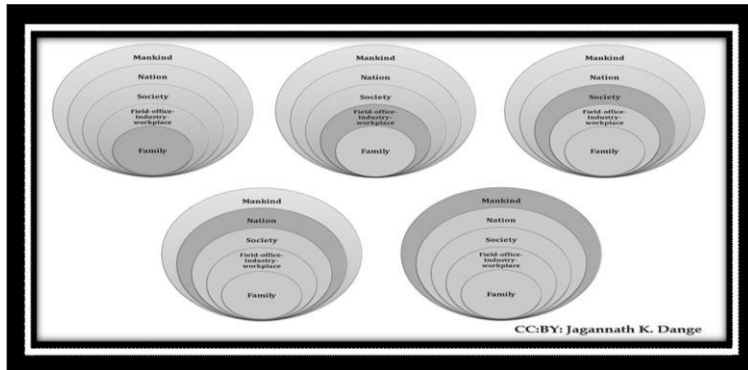 Mankind
Nation
Society
Field-office-
Industry-
workplace
Family
Mankind
Nation
Society
Field-office-
Industry-
workplace
Family
Mankind
Nation
Society
Field-office-
Industry-
workplace
Family
Mankind
Nation
Society
Field-office-
Industry-
workplace
Family
Mankind
Nation
Society
Field-office-
Industry-
workplace
Family
CC:BY: Jagannath K. Dange